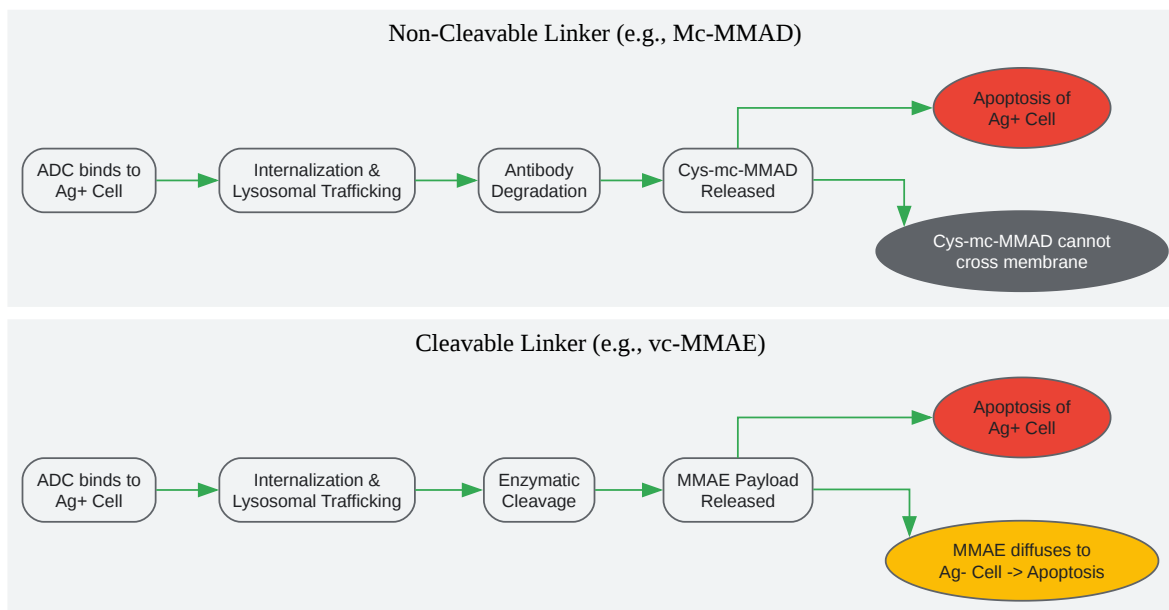 Non-Cleavable Linker (e.g., Mc-MMAD)
Apoptosis of
Ag+ Cell
ADC binds to
Ag+ Cell
Internalization &
Lysosomal Trafficking
Antibody
Degradation
Cys-mc-MMAD
Released
Cys-mc-MMAD cannot
cross membrane
Cleavable Linker (e.g., vc-MMAE)
Apoptosis of
Ag+ Cell
ADC binds to
Ag+ Cell
Internalization &
Lysosomal Trafficking
Enzymatic
Cleavage
MMAE Payload
Released
MMAE diffuses to
Ag- Cell -> Apoptosis